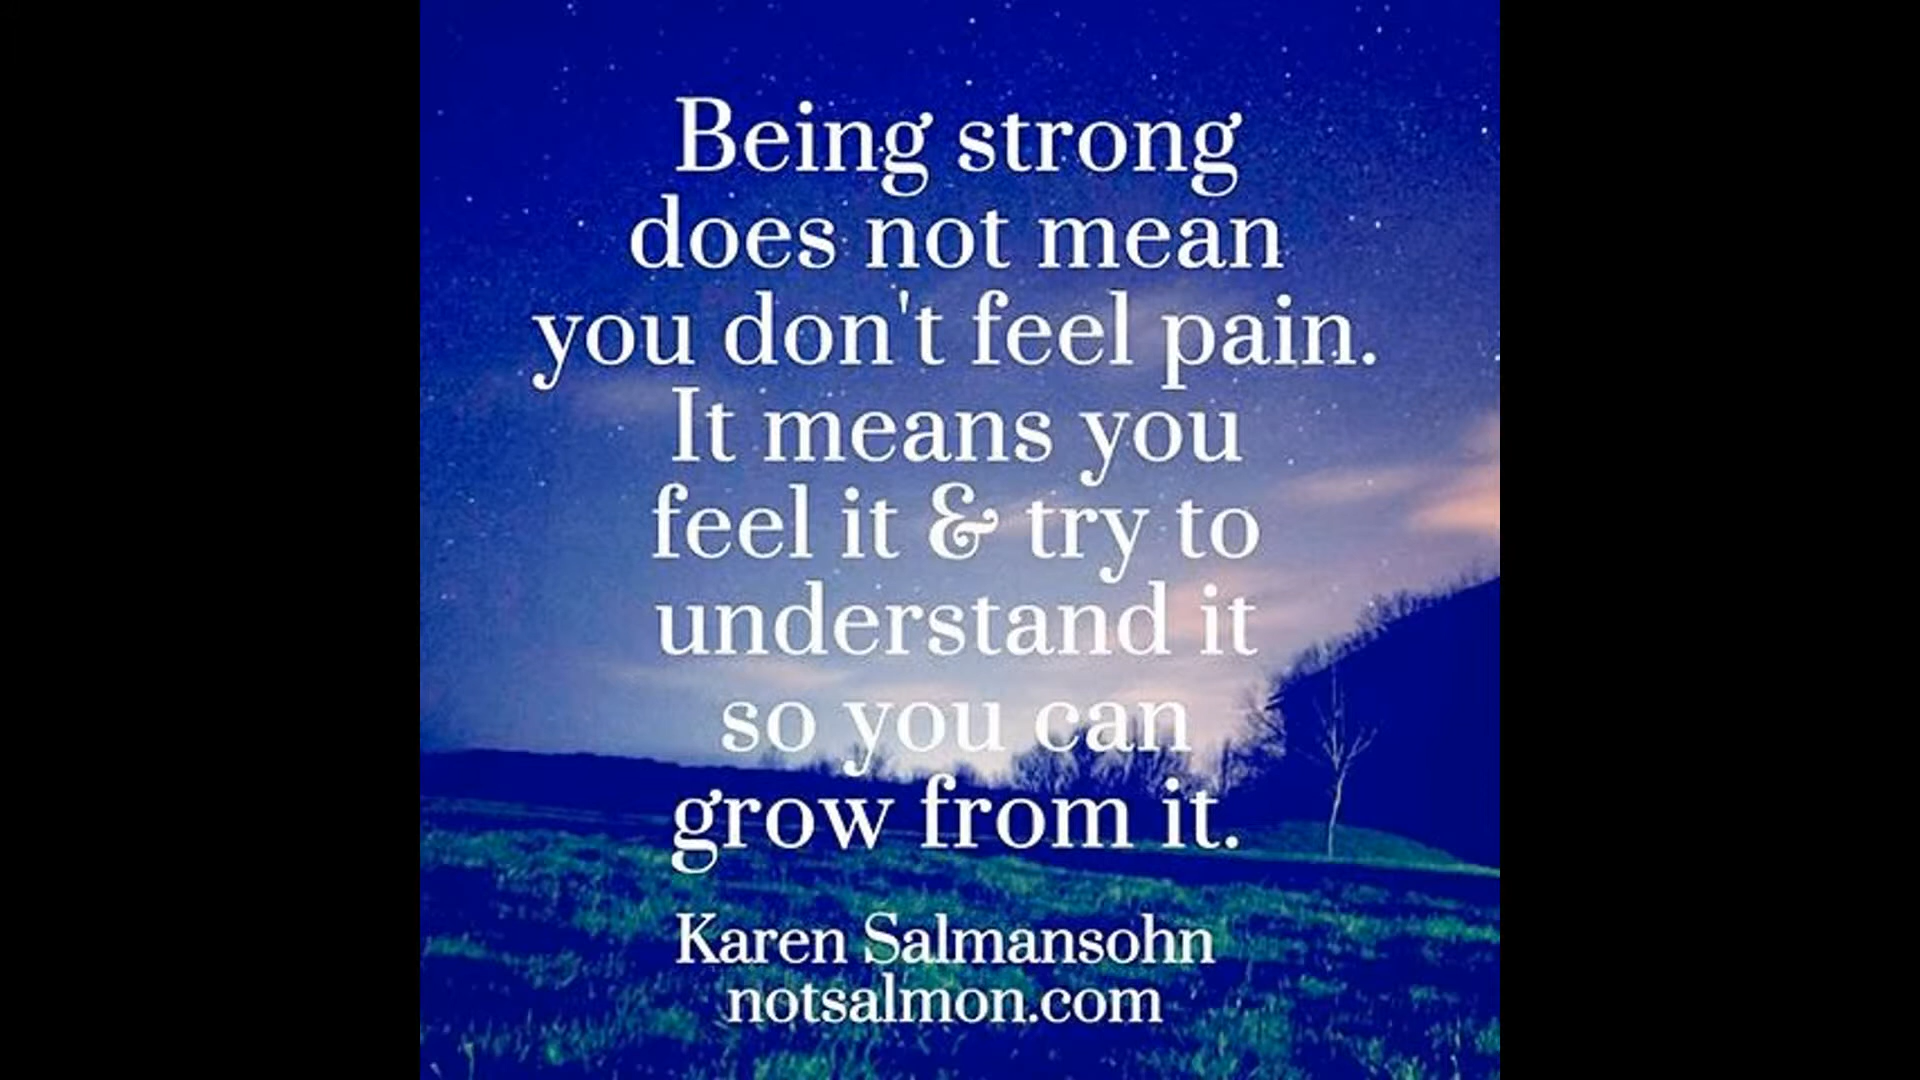 Being strong
does not mean
you don't feel pain.
It means you
feel it & try to
understand it
so you can
grow from it.
Karen Salmansohn
notsalmon.com